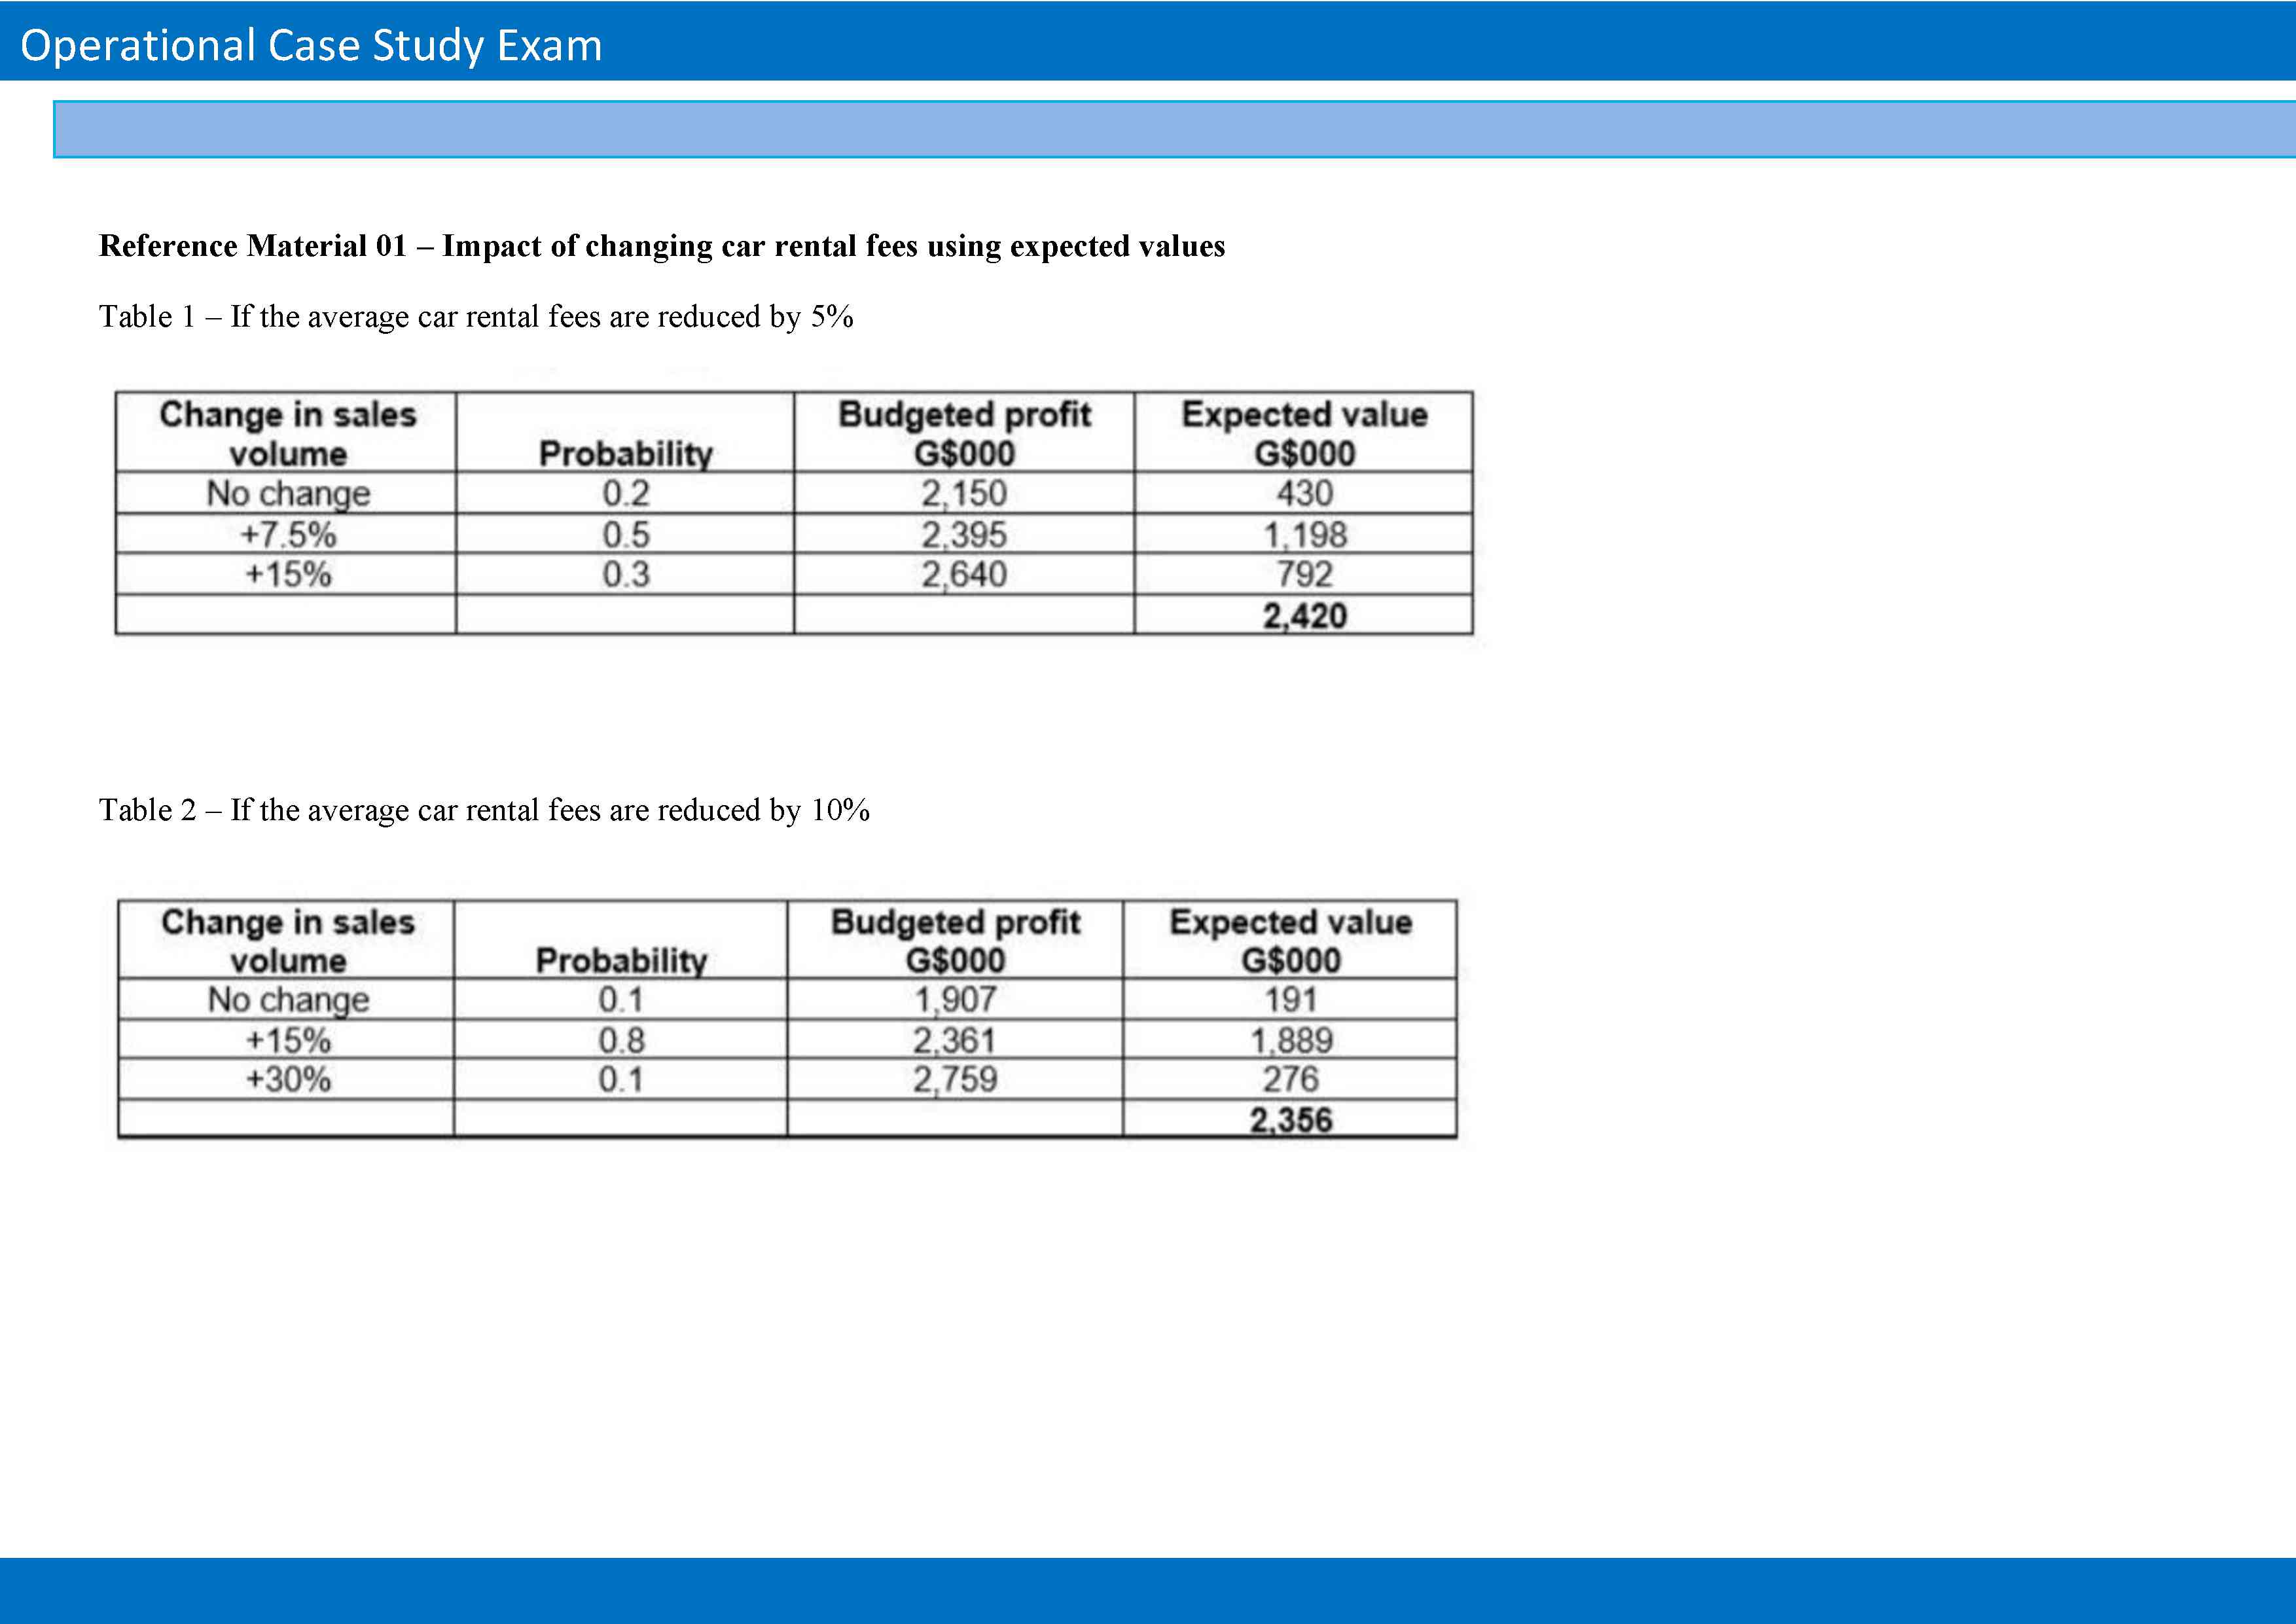 Operational Case Study Exam
Reference Material 01 – Impact of changing car rental fees using expected values
Table 1 – If the average car rental fees are reduced by 5%
Change in sales volume Probability Budgeted profit G$000 Expected value G$000
No change 0.2 2,150 430
+7.5% 0.5 2,395 1,198
+15% 0.3 2,640 792
2,420
Table 2 – If the average car rental fees are reduced by 10%
Change in sales volume Probability Budgeted profit G$000 Expected value G$000
No change 0.1 1,907 191
+15% 0.8 2,361 1,889
+30% 0.1 2,759 276
2,356